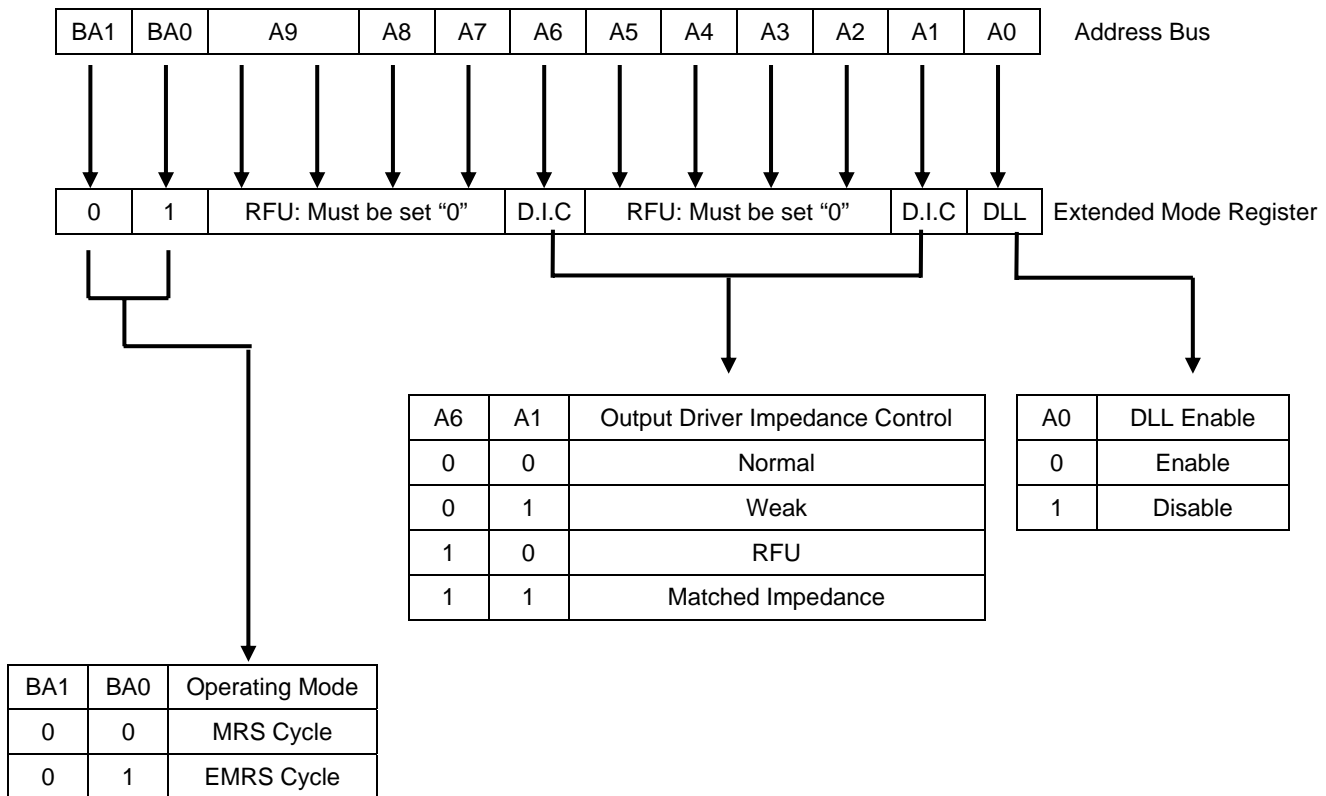 BA1 BA0 A9 A8 A7 A6 A5 A4 A3 A2 A1 A0 Address Bus
0 1 RFU: Must be set “0” D.I.C RFU: Must be set “0” D.I.C DLL Extended Mode Register
A6 A1 Output Driver Impedance Control
0 0 Normal
0 1 Weak
1 0 RFU
1 1 Matched Impedance
A0 DLL Enable
0 Enable
1 Disable
BA1 BA0 Operating Mode
0 0 MRS Cycle
0 1 EMRS Cycle